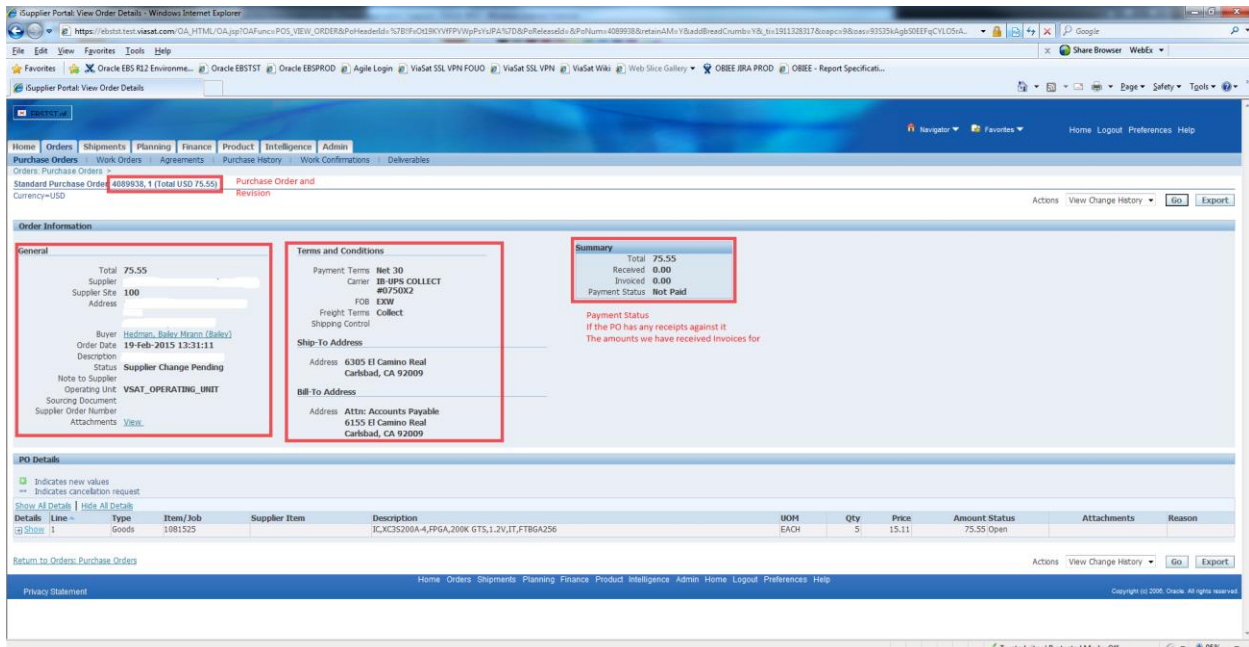 iSupplier Portal: View Order Details - Windows Internet Explorer
File Edit View Favorites Tools Help
Google
Share Browser WebEx
Favorites Oracle EBS R12 Environme... Oracle EBSTST Oracle EBSPROD Agile Login ViaSat SSL VPN FOUO ViaSat SSL VPN ViaSat Wiki Web Slice Gallery OBIEE JIRA PROD OBIEE - Report Specificati...
iSupplier Portal: View Order Details
Page Safety Tools
Navigator Favorites Home Logout Preferences Help
Home Orders Shipments Planning Finance Product Intelligence Admin
Purchase Orders Work Orders Agreements Purchase History Work Confirmations Deliverables
Orders: Purchase Orders >
Standard Purchase Order 4089938, 1 (Total USD 75.55)
Purchase Order and
Revision
Currency=USD
Actions View Change History Go Export
Order Information
General
Total 75.55
Supplier
Supplier Site 100
Address
Buyer Hedman, Bailey Mirann (Bailey)
Order Date 19-Feb-2015 13:31:11
Description
Status Supplier Change Pending
Note to Supplier
Operating Unit VSAT_OPERATING_UNIT
Sourcing Document
Supplier Order Number
Attachments View
Terms and Conditions
Payment Terms Net 30
Carrier IB-UPS COLLECT
#0750X2
FOB EXW
Freight Terms Collect
Shipping Control
Ship-To Address
Address 6305 El Camino Real
Carlsbad, CA 92009
Bill-To Address
Address Attn: Accounts Payable
6155 El Camino Real
Carlsbad, CA 92009
Summary
Total 75.55
Received 0.00
Invoiced 0.00
Payment Status Not Paid
Payment Status
If the PO has any receipts against it
The amounts we have received Invoices for
PO Details
Indicates new values
Indicates cancellation request
Show All Details | Hide All Details
Details Line Type Item/Job Supplier Item Description UOM Qty Price Amount Status Attachments Reason
Show 1 Goods 1081525 IC,XC3S200A-4,FPGA,200K GTS,1.2V,IT,FTBGA256 EACH 5 15.11 75.55 Open
Return to Orders: Purchase Orders
Actions View Change History Go Export
Home Orders Shipments Planning Finance Product Intelligence Admin Home Logout Preferences Help
Privacy Statement
Copyright (c) 2006, Oracle. All rights reserved.